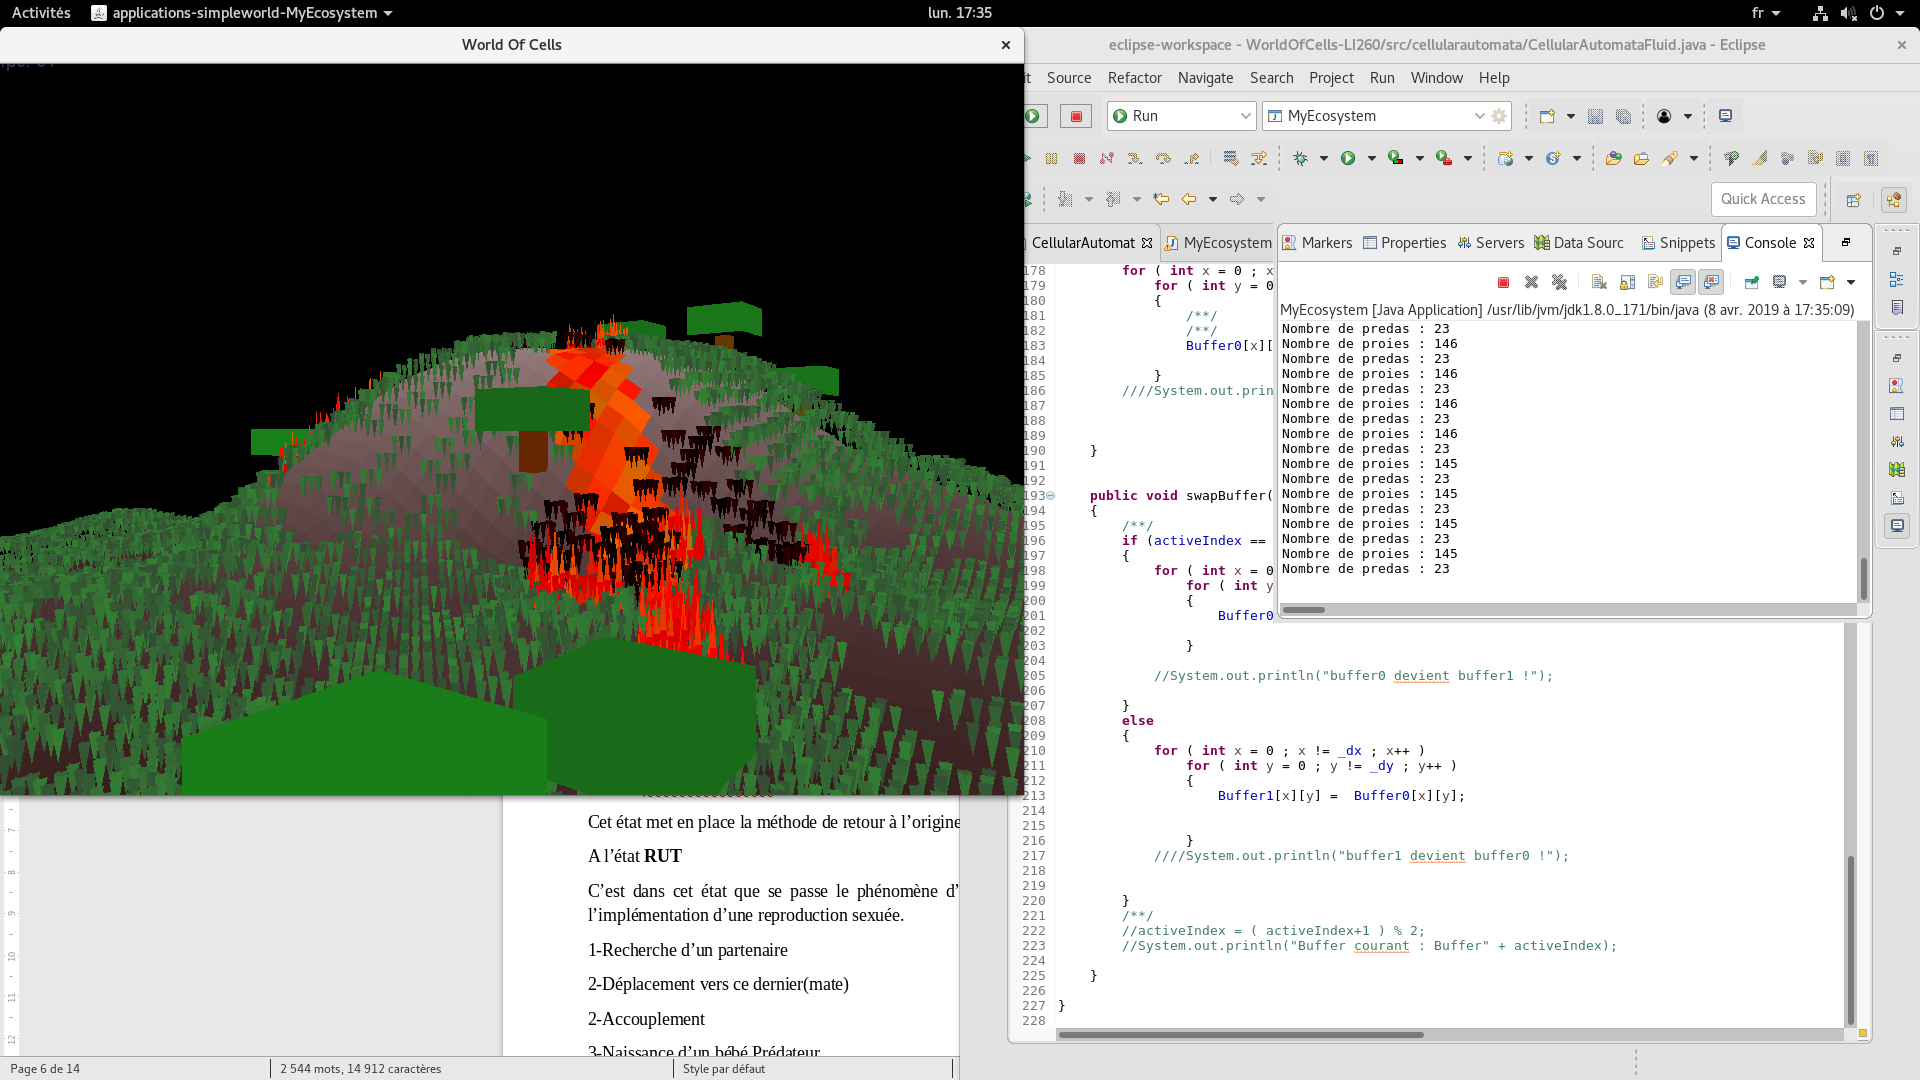 Activités
applications-simpleworld-MyEcosystem
lun. 17:35
fr
World Of Cells
eclipse-workspace - WorldOfCells-LI260/src/cellularautomata/CellularAutomataFluid.java - Eclipse
Source Refactor Navigate Search Project Run Window Help
Run
MyEcosystem
Quick Access
CellularAutomat
MyEcosystem
Markers
Properties
Servers
Data Sourc
Snippets
Console
MyEcosystem [Java Application] /usr/lib/jvm/jdk1.8.0_171/bin/java (8 avr. 2019 à 17:35:09)
Nombre de predas : 23
Nombre de proies : 146
Nombre de predas : 23
Nombre de proies : 146
Nombre de predas : 23
Nombre de proies : 146
Nombre de predas : 23
Nombre de proies : 146
Nombre de predas : 23
Nombre de proies : 145
Nombre de predas : 23
Nombre de proies : 145
Nombre de predas : 23
Nombre de proies : 145
Nombre de predas : 23
Nombre de proies : 145
Nombre de predas : 23
178 for ( int x = 0 ; x
179 for ( int y = 0
180 {
181 /**/
182 /**/
183 Buffer0[x][
184
185 }
186 ////System.out.prin
187
188
189
190 }
191
192
193 public void swapBuffer(
194 {
195 /**/
196 if (activeIndex ==
197 {
198 for ( int x = 0
199 for ( int y
200 {
201 Buffer0
202
203 }
204
205 //System.out.println("buffer0 devient buffer1 !");
206
207 }
208 else
209 {
210 for ( int x = 0 ; x != _dx ; x++ )
211 for ( int y = 0 ; y != _dy ; y++ )
212 {
213 Buffer1[x][y] = Buffer0[x][y];
214
215
216 }
217 ////System.out.println("buffer1 devient buffer0 !");
218
219
220 }
221 /**/
222 //activeIndex = ( activeIndex+1 ) % 2;
223 //System.out.println("Buffer courant : Buffer" + activeIndex);
224
225 }
226
227 }
228
Cet état met en place la méthode de retour à l’origine
A l’état RUT
C’est dans cet état que se passe le phénomène d’
l’implémentation d’une reproduction sexuée.
1-Recherche d’un partenaire
2-Déplacement vers ce dernier(mate)
2-Accouplement
3-Naissance d’un bébé Prédateur
7
8
9
10
11
12
Page 6 de 14
2 544 mots, 14 912 caractères
Style par défaut